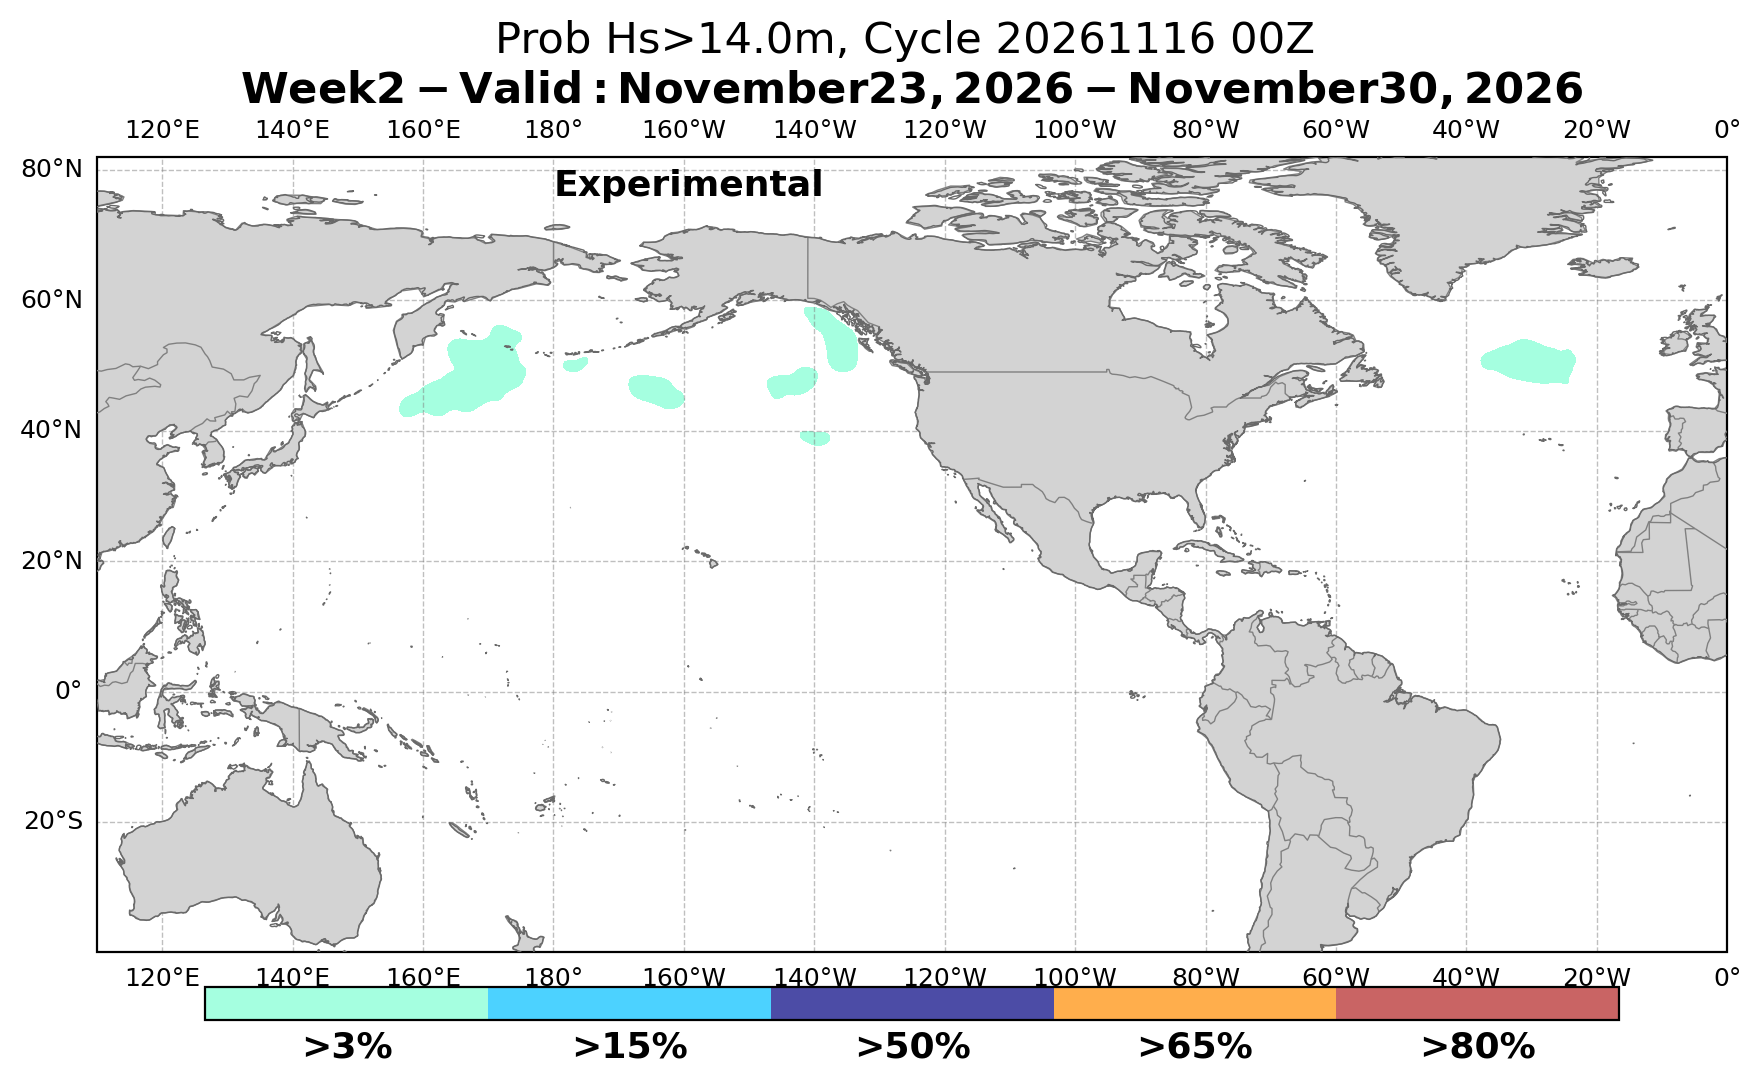 Prob Hs>14.0m, Cycle 20261116 00Z
Week2 − Valid : November23, 2026 − November30, 2026
120°E 140°E 160°E 180° 160°W 140°W 120°W 100°W 80°W 60°W 40°W 20°W 0°
80°N
Experimental
60°N
40°N
20°N
0°
20°S
120°E 140°E 160°E 180° 160°W 140°W 120°W 100°W 80°W 60°W 40°W 20°W 0°
>3% >15% >50% >65% >80%